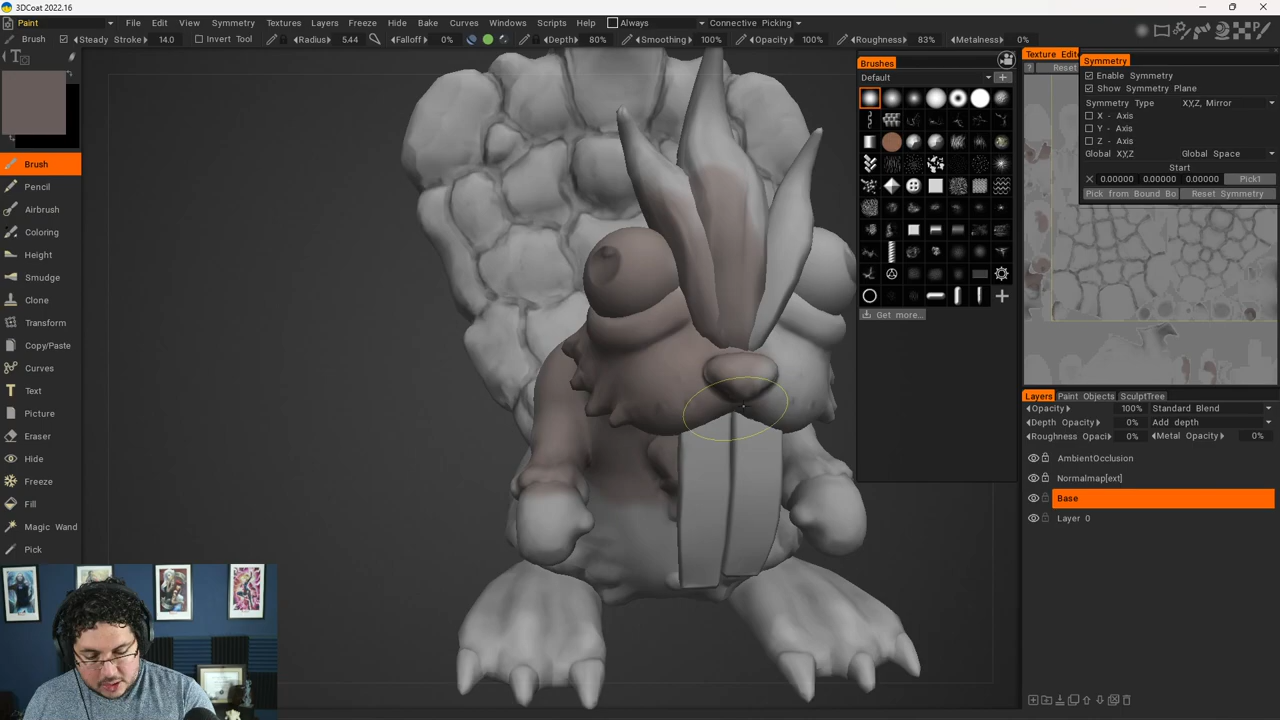 3DCoat 2022.16
Paint
File Edit View Symmetry Textures Layers Freeze Hide Bake Curves Windows Scripts Help Always Connective Picking
Brush Steady Stroke 14.0 Invert Tool Radius 5.44 Falloff 0% Depth 80% Smoothing 100% Opacity 100% Roughness 83% Metalness 0%
Brush
Pencil
Airbrush
Coloring
Height
Smudge
Clone
Transform
Copy/Paste
Curves
Text
Picture
Eraser
Hide
Freeze
Fill
Magic Wand
Pick
Brushes
Default
Get more...
Texture Edit
? Reset
Symmetry
Enable Symmetry
Show Symmetry Plane
Symmetry Type X,Y,Z, Mirror
X - Axis
Y - Axis
Z - Axis
Global X,Y,Z Global Space
Start
0.00000 0.00000 0.00000 Pick1
Pick from Bound Bo Reset Symmetry
Layers Paint Objects SculptTree
Opacity 100% Standard Blend
Depth Opacity 0% Add depth
Roughness Opaci 0% Metal Opacity 0%
AmbientOcclusion
Normalmap[ext]
Base
Layer 0